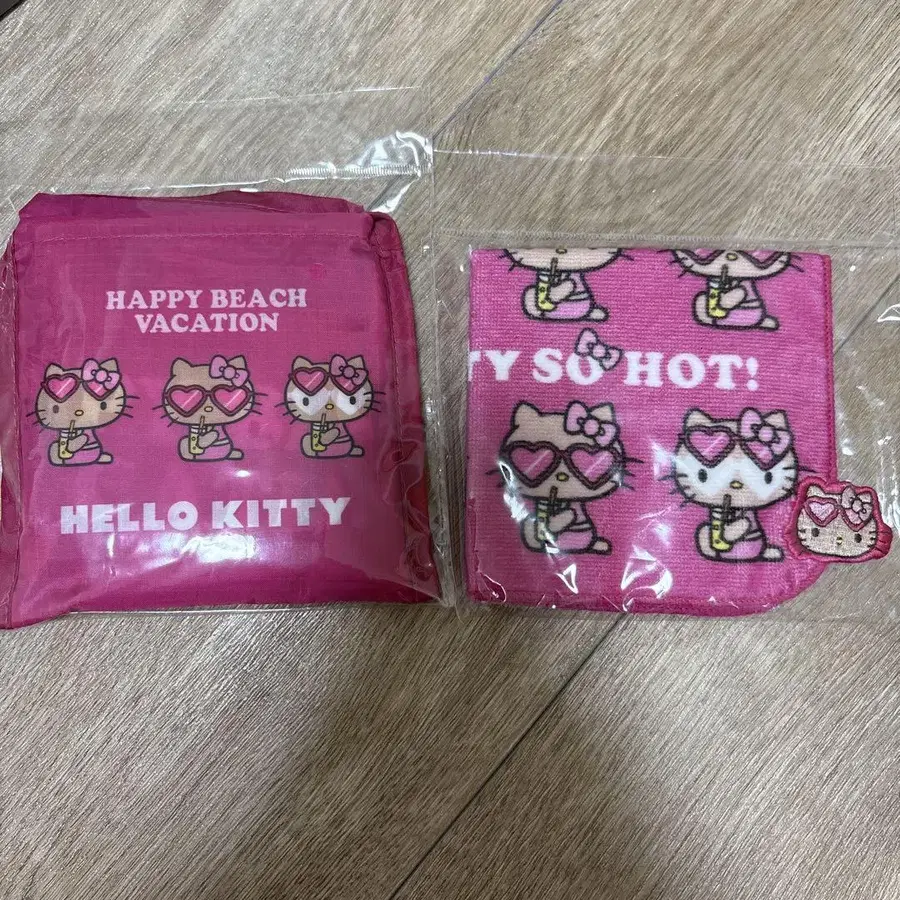 HAPPY BEACH
VACATION
HELLO KITTY
TY SO HOT!